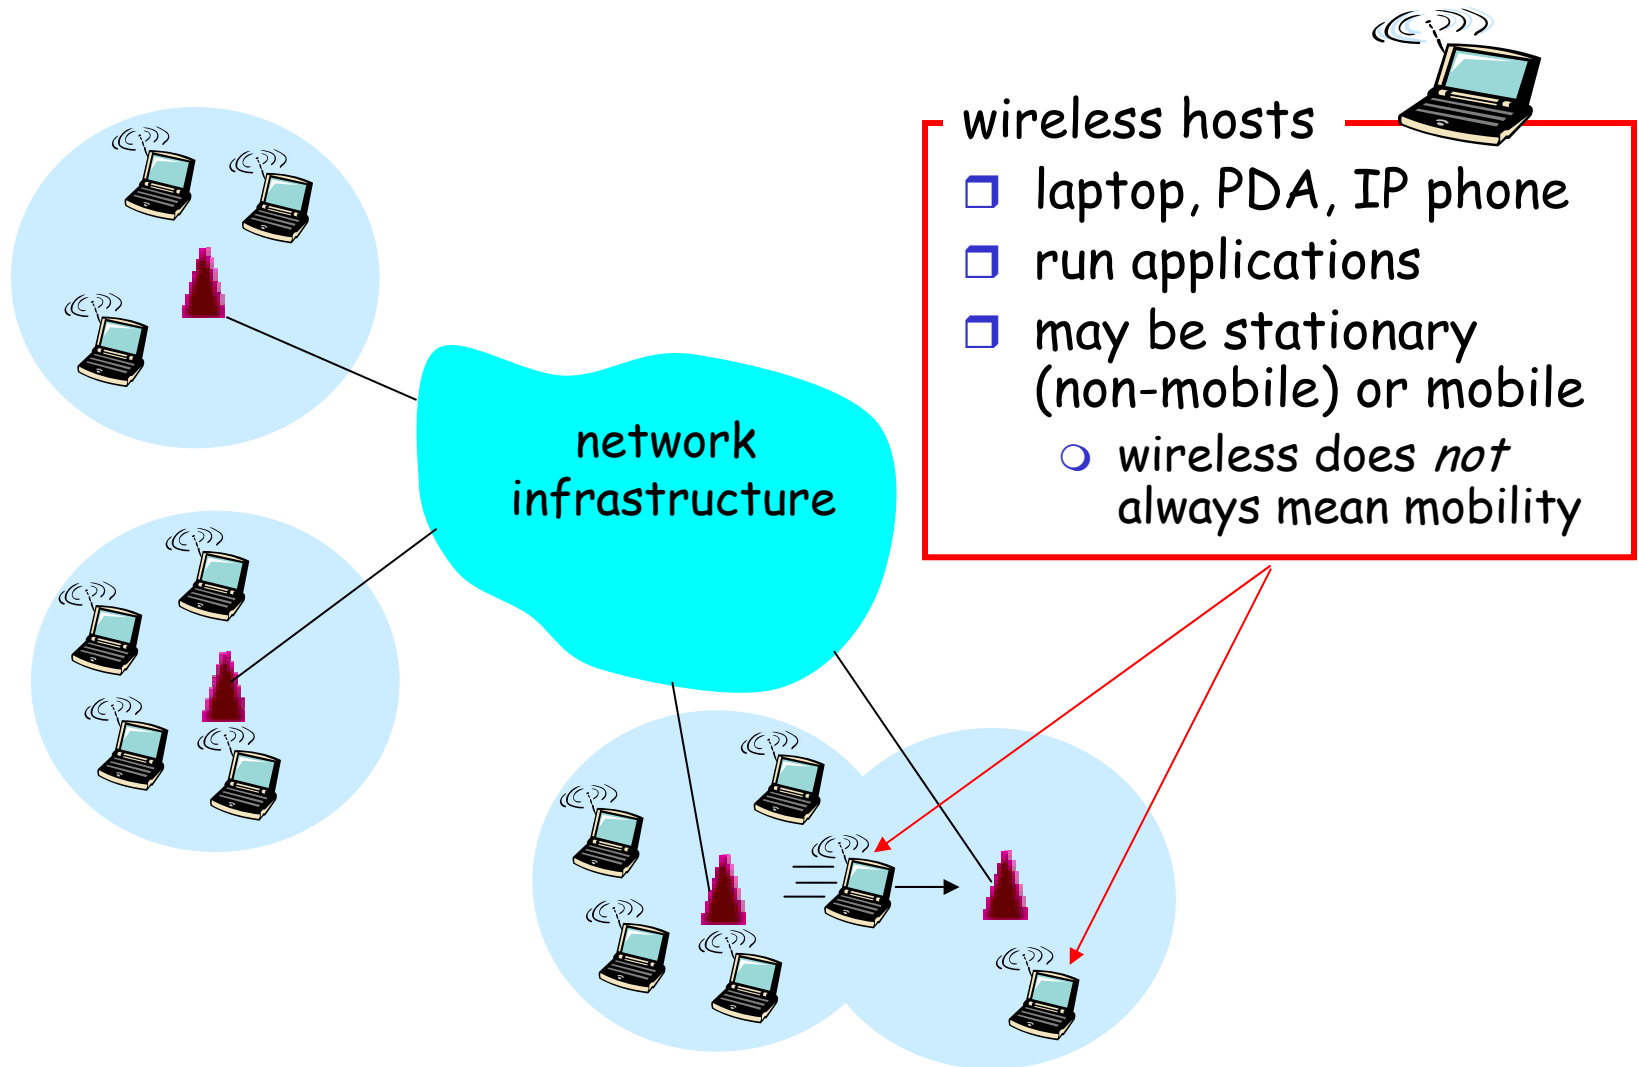 wireless hosts
laptop, PDA, IP phone
run applications
may be stationary
(non-mobile) or mobile
wireless does not
always mean mobility
network
infrastructure